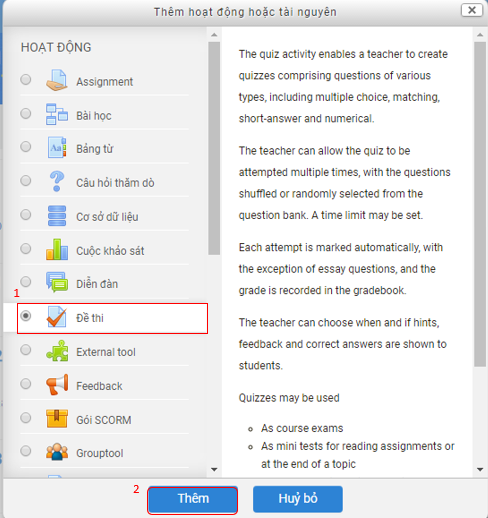 Thêm hoạt động hoặc tài nguyên
HOẠT ĐỘNG
Assignment
Bài học
Bảng từ
Câu hỏi thăm dò
Cơ sở dữ liệu
Cuộc khảo sát
Diễn đàn
1
Đề thi
External tool
Feedback
Gói SCORM
Grouptool
The quiz activity enables a teacher to create
quizzes comprising questions of various
types, including multiple choice, matching,
short-answer and numerical.
The teacher can allow the quiz to be
attempted multiple times, with the questions
shuffled or randomly selected from the
question bank. A time limit may be set.
Each attempt is marked automatically, with
the exception of essay questions, and the
grade is recorded in the gradebook.
The teacher can choose when and if hints,
feedback and correct answers are shown to
students.
Quizzes may be used
As course exams
As mini tests for reading assignments or
at the end of a topic
2
Thêm
Huỷ bỏ